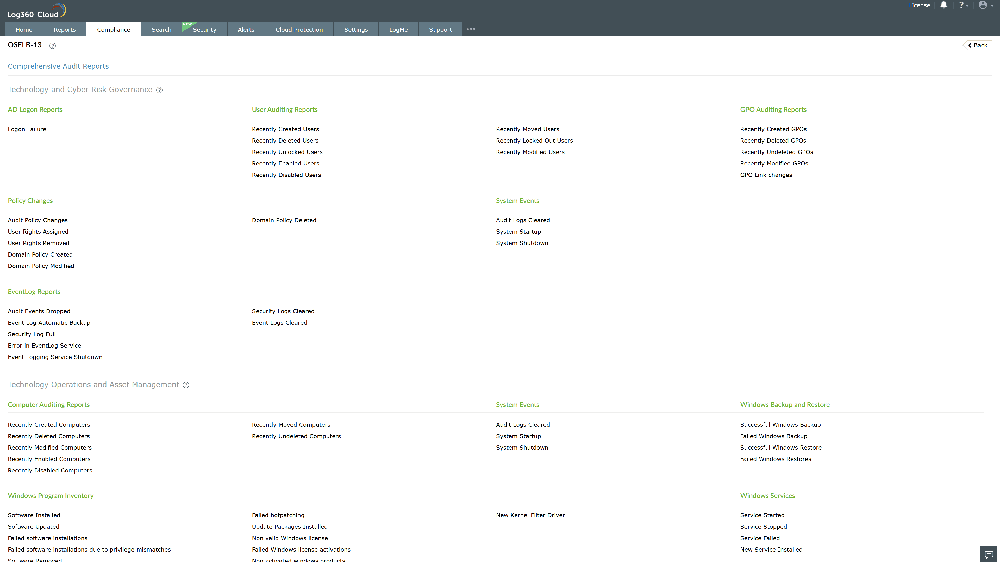 License
?
Log360 Cloud
Home
Reports
Compliance
Search
NEW
Security
Alerts
Cloud Protection
Settings
LogMe
Support
•••
OSFI B-13 ?
Back
Comprehensive Audit Reports
Technology and Cyber Risk Governance ?
AD Logon Reports
Logon Failure
User Auditing Reports
Recently Created Users
Recently Deleted Users
Recently Unlocked Users
Recently Enabled Users
Recently Disabled Users
Recently Moved Users
Recently Locked Out Users
Recently Modified Users
GPO Auditing Reports
Recently Created GPOs
Recently Deleted GPOs
Recently Undeleted GPOs
Recently Modified GPOs
GPO Link changes
Policy Changes
Audit Policy Changes
User Rights Assigned
User Rights Removed
Domain Policy Created
Domain Policy Modified
Domain Policy Deleted
System Events
Audit Logs Cleared
System Startup
System Shutdown
EventLog Reports
Audit Events Dropped
Event Log Automatic Backup
Security Log Full
Error in EventLog Service
Event Logging Service Shutdown
Security Logs Cleared
Event Logs Cleared
Technology Operations and Asset Management ?
Computer Auditing Reports
Recently Created Computers
Recently Deleted Computers
Recently Modified Computers
Recently Enabled Computers
Recently Disabled Computers
Recently Moved Computers
Recently Undeleted Computers
System Events
Audit Logs Cleared
System Startup
System Shutdown
Windows Backup and Restore
Successful Windows Backup
Failed Windows Backup
Successful Windows Restore
Failed Windows Restores
Windows Program Inventory
Software Installed
Software Updated
Failed software installations
Failed software installations due to privilege mismatches
Software Removed
Failed hotpatching
Update Packages Installed
Non valid Windows license
Failed Windows license activations
Non activated windows products
New Kernel Filter Driver
Windows Services
Service Started
Service Stopped
Service Failed
New Service Installed